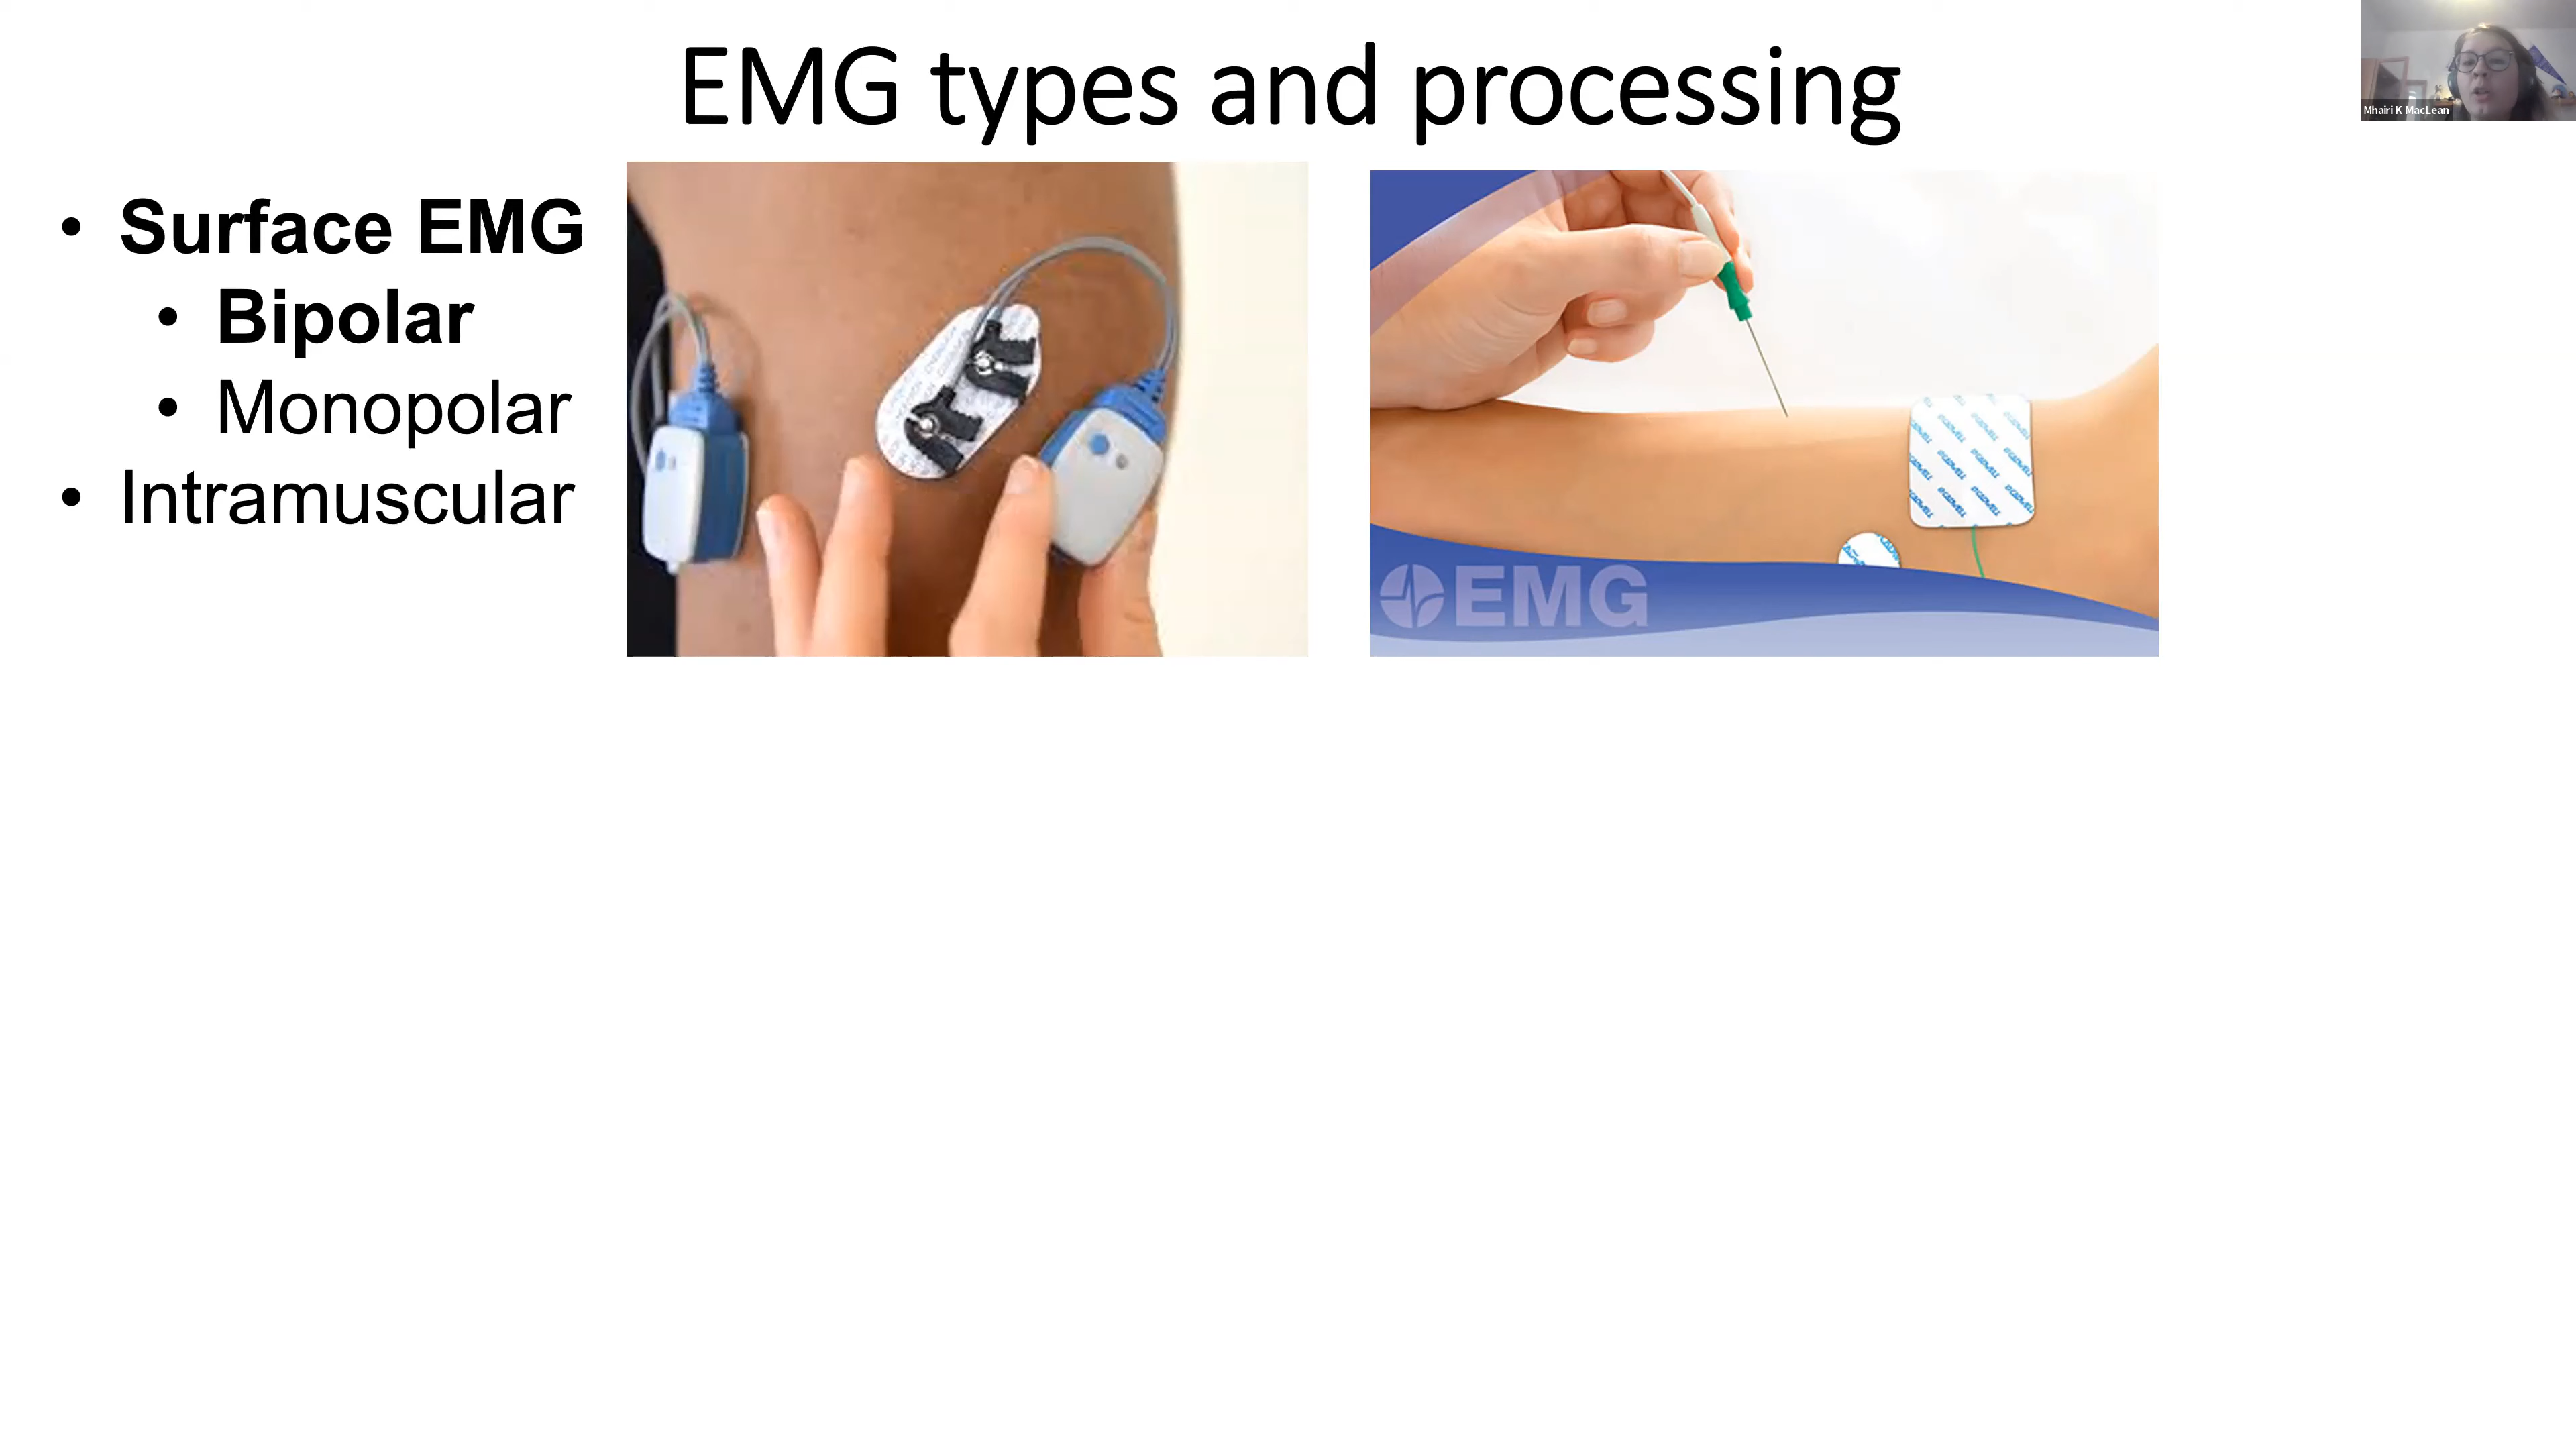 EMG types and processing
Mhairi K MacLean
• Surface EMG
• Bipolar
• Monopolar
• Intramuscular
EMG